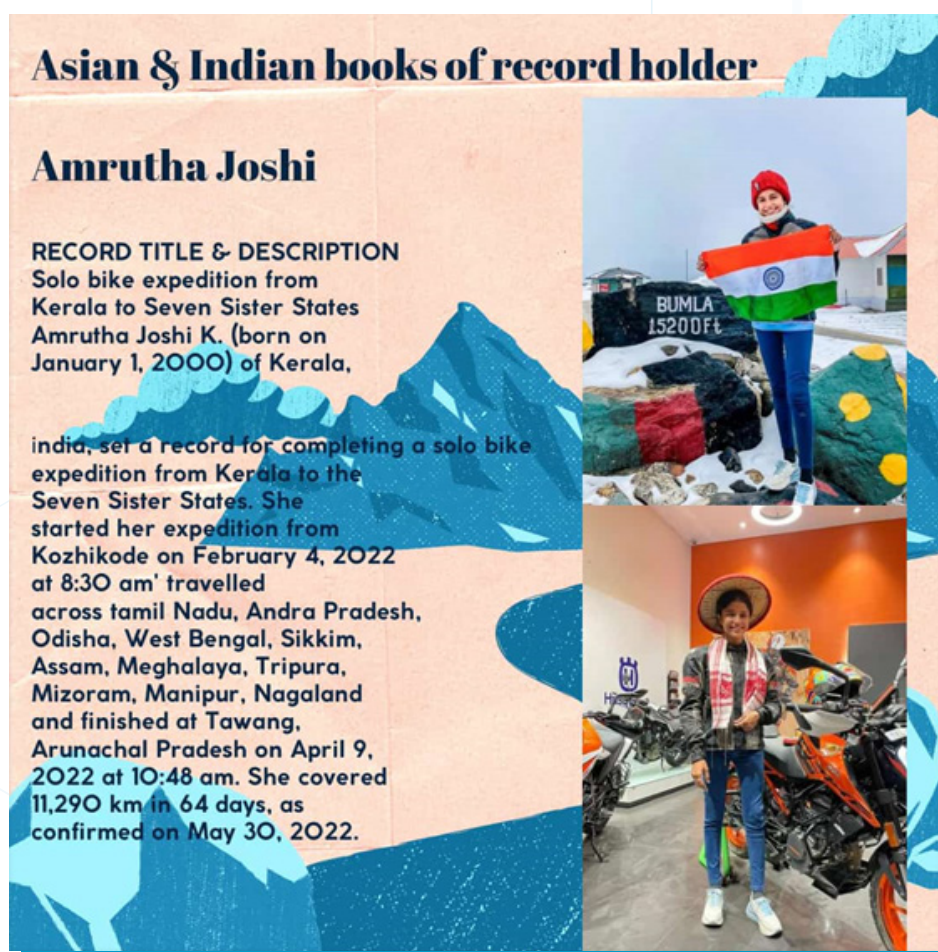 Asian & Indian books of record holder
Amrutha Joshi
RECORD TITLE & DESCRIPTION
Solo bike expedition from
Kerala to Seven Sister States
Amrutha Joshi K. (born on
January 1, 2000) of Kerala,
india, set a record for completing a solo bike
expedition from Kerala to the
Seven Sister States. She
started her expedition from
Kozhikode on February 4, 2022
at 8:30 am' travelled
across tamil Nadu, Andra Pradesh,
Odisha, West Bengal, Sikkim,
Assam, Meghalaya, Tripura,
Mizoram, Manipur, Nagaland
and finished at Tawang,
Arunachal Pradesh on April 9,
2022 at 10:48 am. She covered
11,290 km in 64 days, as
confirmed on May 30, 2022.
BUMLA
15200Ft